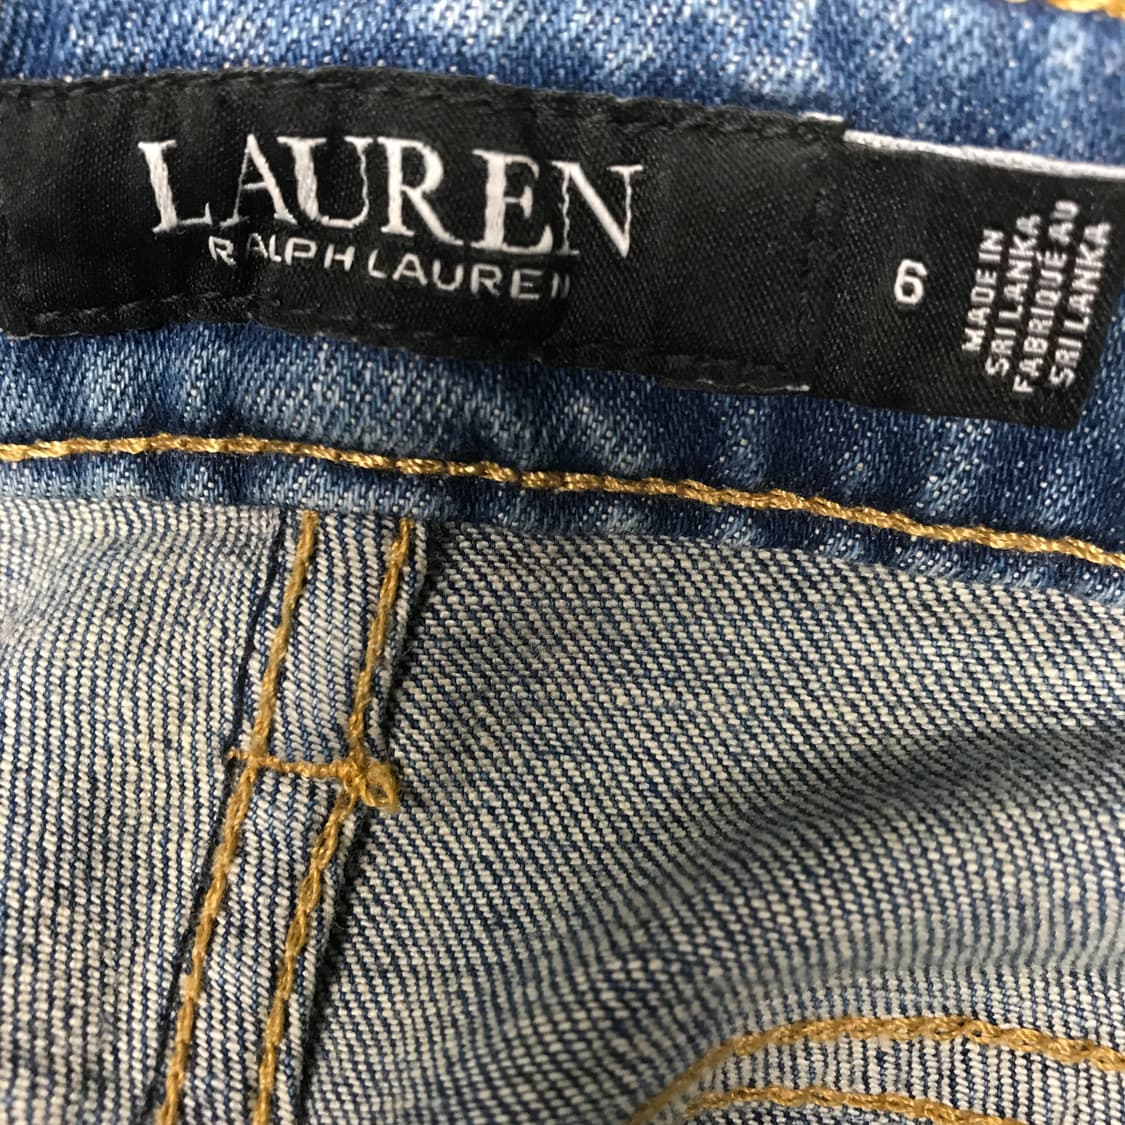 LAUREN
RALPH LAUREN
6
MADE IN
SRI LANKA
FABRIQUÉ AU
SRI LANKA